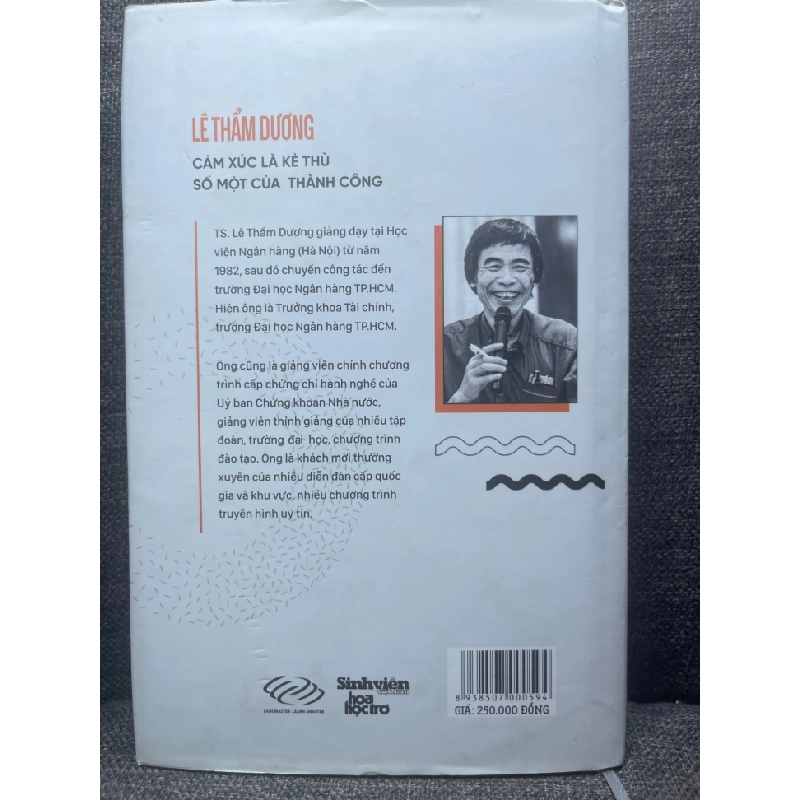 LÊ THẨM DƯƠNG
CẢM XÚC LÀ KẺ THÙ
SỐ MỘT CỦA THÀNH CÔNG
TS. Lê Thẩm Dương giảng dạy tại Học
viện Ngân hàng (Hà Nội) từ năm
1982, sau đó chuyển công tác đến
trường Đại học Ngân hàng TP.HCM.
Hiện ông là Trưởng khoa Tài chính,
trường Đại học Ngân hàng TP.HCM.
Ông cũng là giảng viên chính chương
trình cấp chứng chỉ hành nghề của
Uỷ ban Chứng khoán Nhà nước,
giảng viên thỉnh giảng của nhiều tập
đoàn, trường đại học, chương trình
đào tạo. Ông là khách mời thường
xuyên của nhiều diễn đàn cấp quốc
gia và khu vực, nhiều chương trình
truyền hình uy tín.
Sinh viên
VIỆT NAM
hoa
học trò
8 938507 000594
GIÁ: 250.000 ĐỒNG